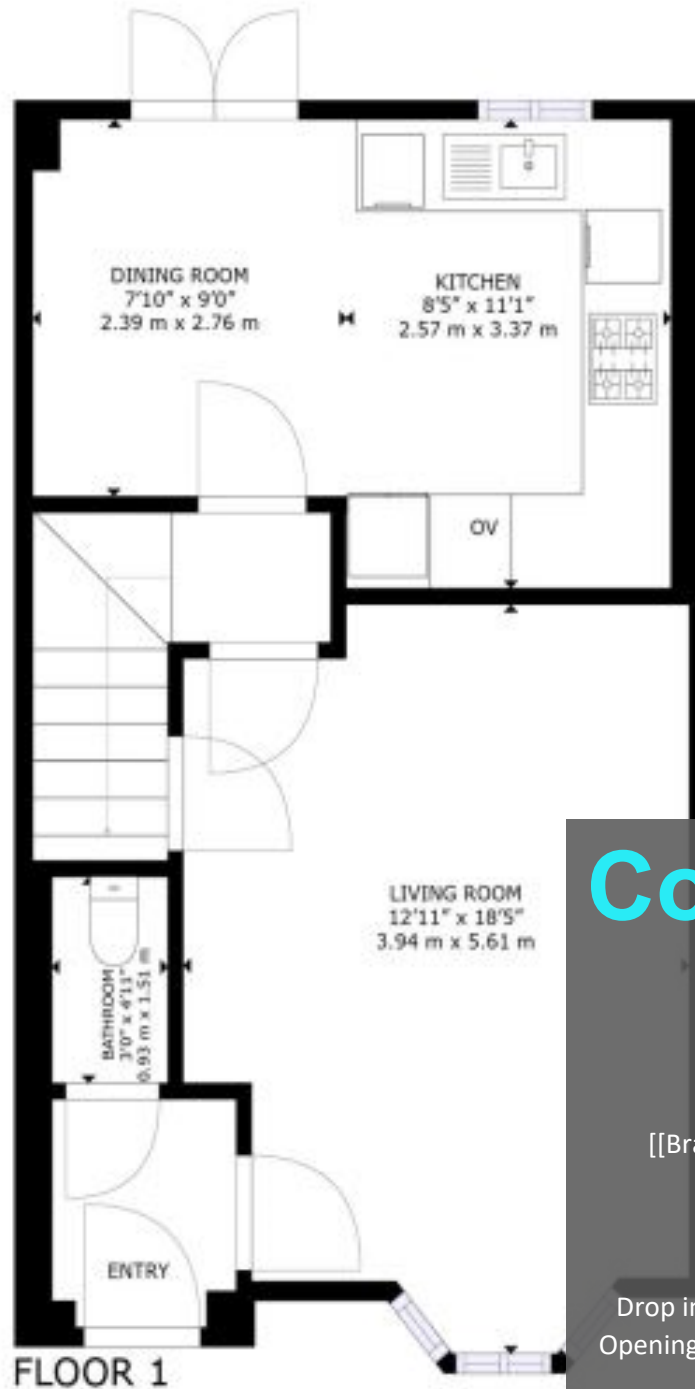 DINING ROOM
7'10" x 9'0"
2.39 m x 2.76 m
KITCHEN
8'5" x 11'1"
2.57 m x 3.37 m
OV
LIVING ROOM
12'11" x 18'5"
3.94 m x 5.61 m
BATHROOM
3'0" x 4'11"
0.93 m x 1.51 m
ENTRY
FLOOR 1
Co
[[Bra
Drop in
Opening